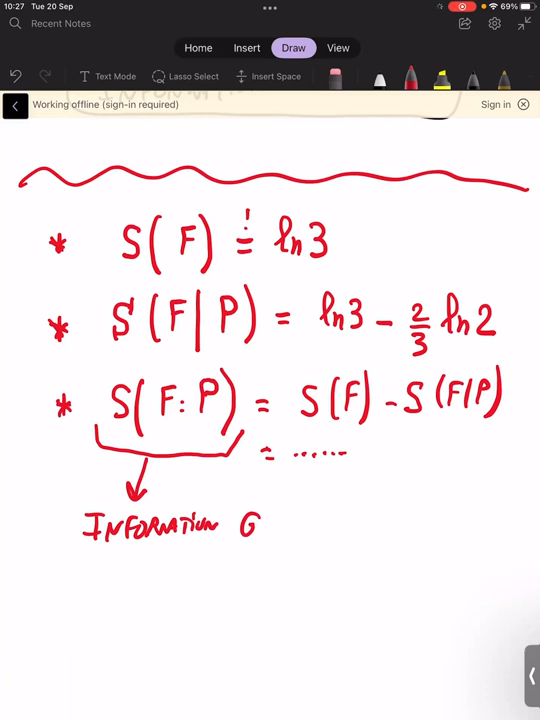 10:27 Tue 20 Sep 69%
Recent Notes
Home Insert Draw View
Text Mode Lasso Select Insert Space
Working offline (sign-in required) Sign in
* S(F) = ln3
* S(F|P) = ln3 - 2/3 ln2
* S(F:P) = S(F) - S(F|P)
= ......
INFORNATION G